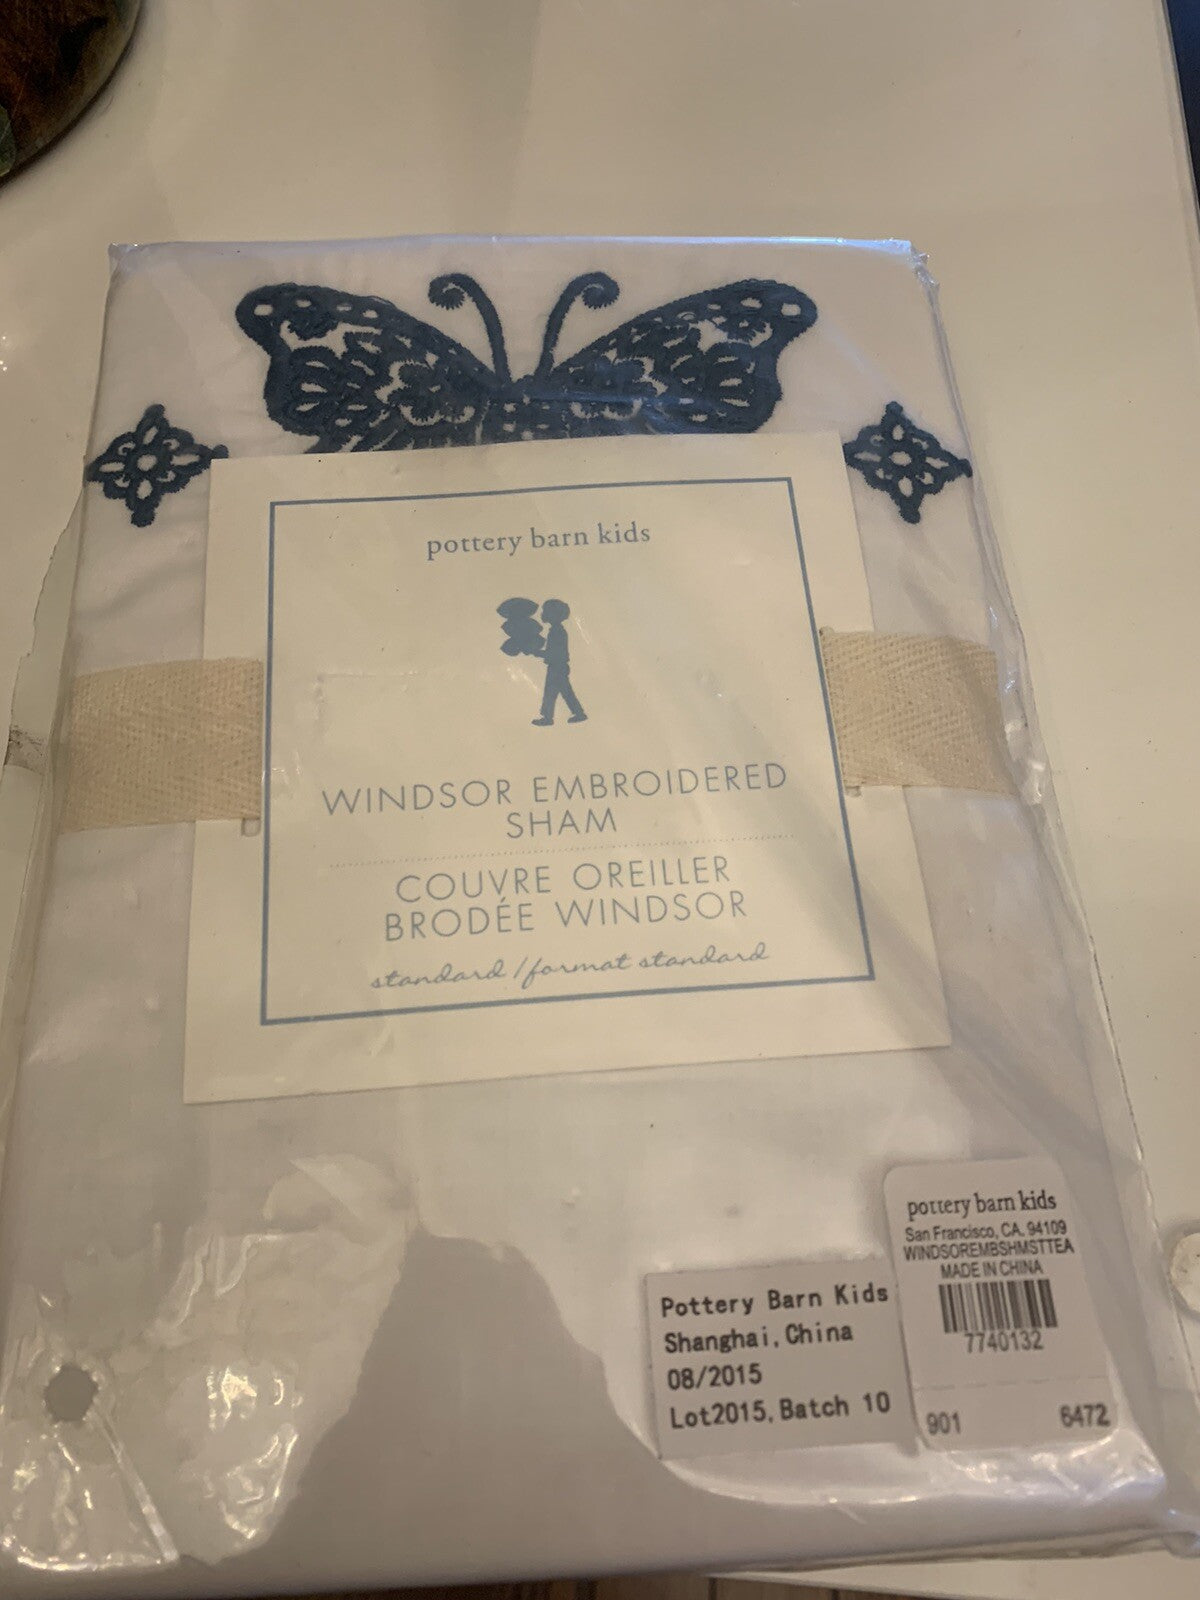 pottery barn kids
WINDSOR EMBROIDERED
SHAM
COUVRE OREILLER
BRODÉE WINDSOR
standard / format standard
Pottery Barn Kids
Shanghai, China
08/2015
Lot2015, Batch 10
pottery barn kids
San Francisco, CA, 94109
WINDSOREMBSHMSTTEA
MADE IN CHINA
7740132
901 6472